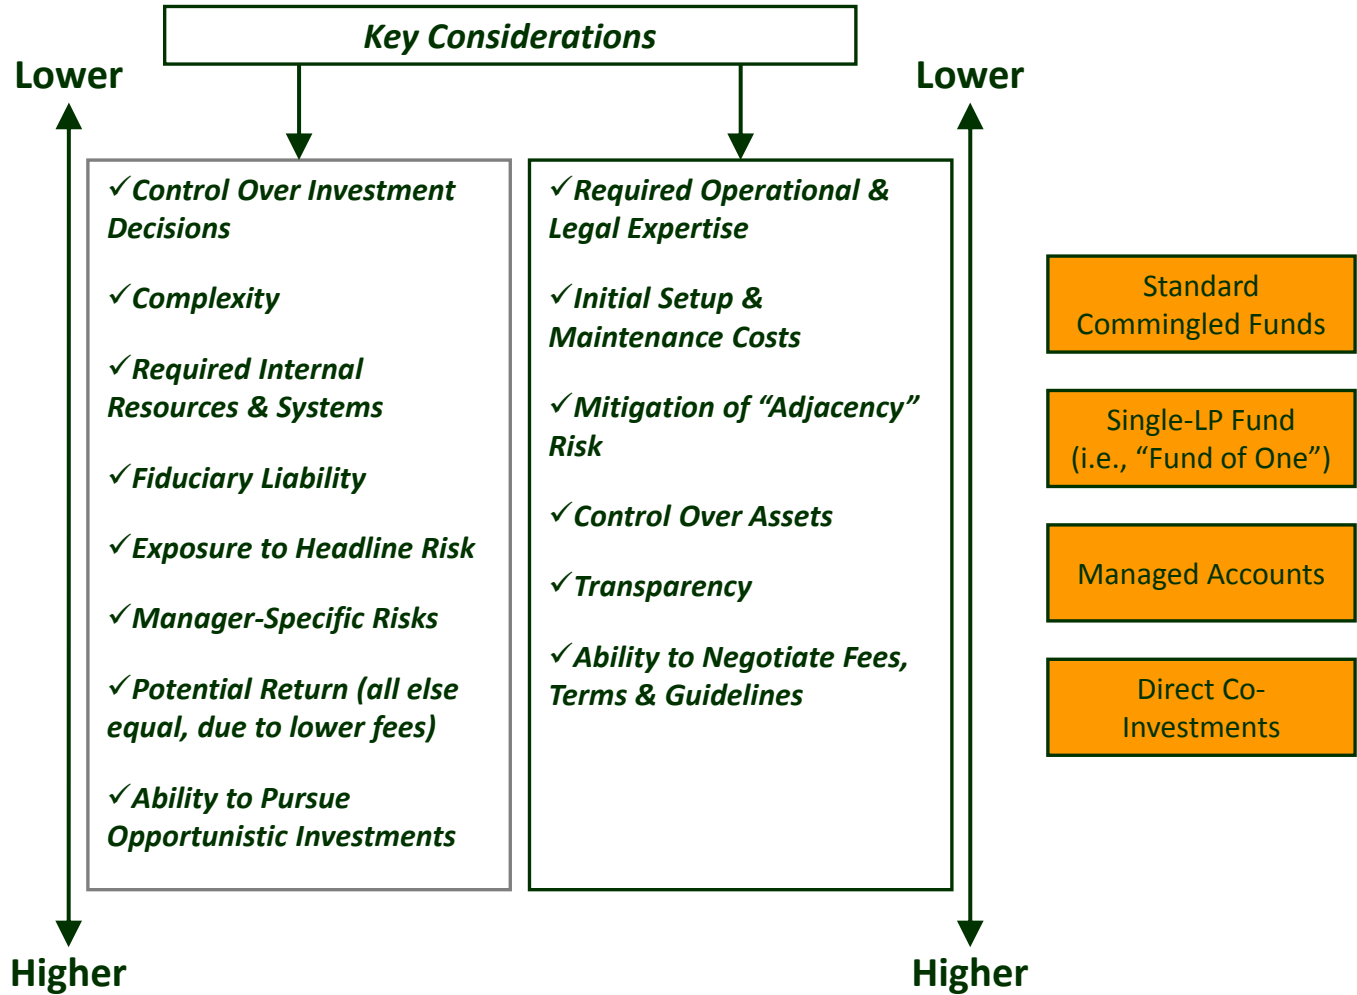 Key Considerations
Lower
Lower
✓Control Over Investment
Decisions
✓Complexity
✓Required Internal
Resources & Systems
✓Fiduciary Liability
✓Exposure to Headline Risk
✓Manager-Specific Risks
✓Potential Return (all else
equal, due to lower fees)
✓Ability to Pursue
Opportunistic Investments
✓Required Operational &
Legal Expertise
✓Initial Setup &
Maintenance Costs
✓Mitigation of “Adjacency”
Risk
✓Control Over Assets
✓Transparency
✓Ability to Negotiate Fees,
Terms & Guidelines
Standard
Commingled Funds
Single-LP Fund
(i.e., “Fund of One”)
Managed Accounts
Direct Co-
Investments
Higher
Higher